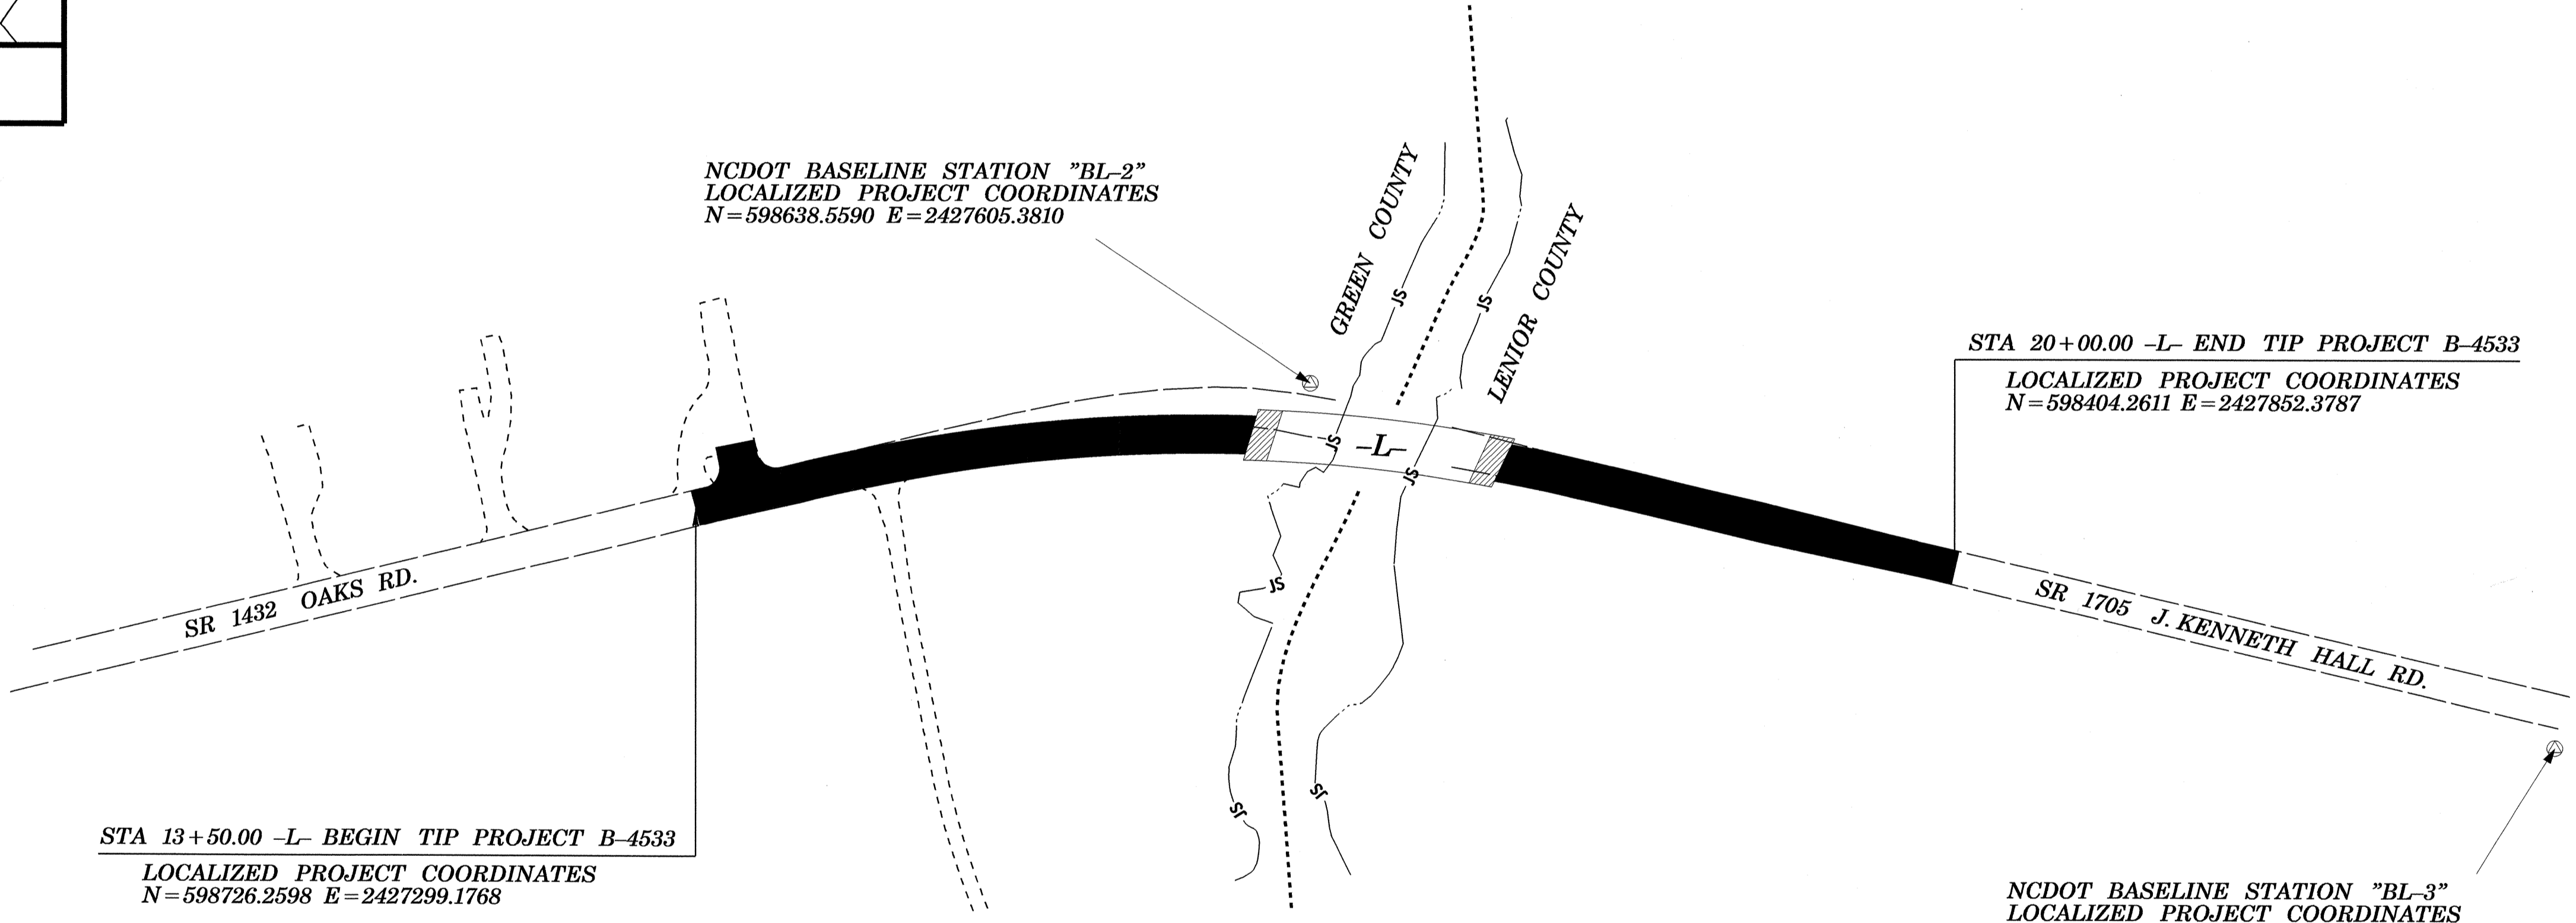 NCDOT BASELINE STATION "BL-2"
LOCALIZED PROJECT COORDINATES
N=598638.5590 E=2427605.3810
GREEN COUNTY
LENIOR COUNTY
JS
JS
STA 20+00.00 -L- END TIP PROJECT B-4533
LOCALIZED PROJECT COORDINATES
N=598404.2611 E=2427852.3787
JS
-L-
JS
SR 1432 OAKS RD.
JS
SR 1705 J. KENNETH HALL RD.
JS
JS
STA 13+50.00 -L- BEGIN TIP PROJECT B-4533
LOCALIZED PROJECT COORDINATES
N=598726.2598 E=2427299.1768
NCDOT BASELINE STATION "BL-3"
LOCALIZED PROJECT COORDINATES